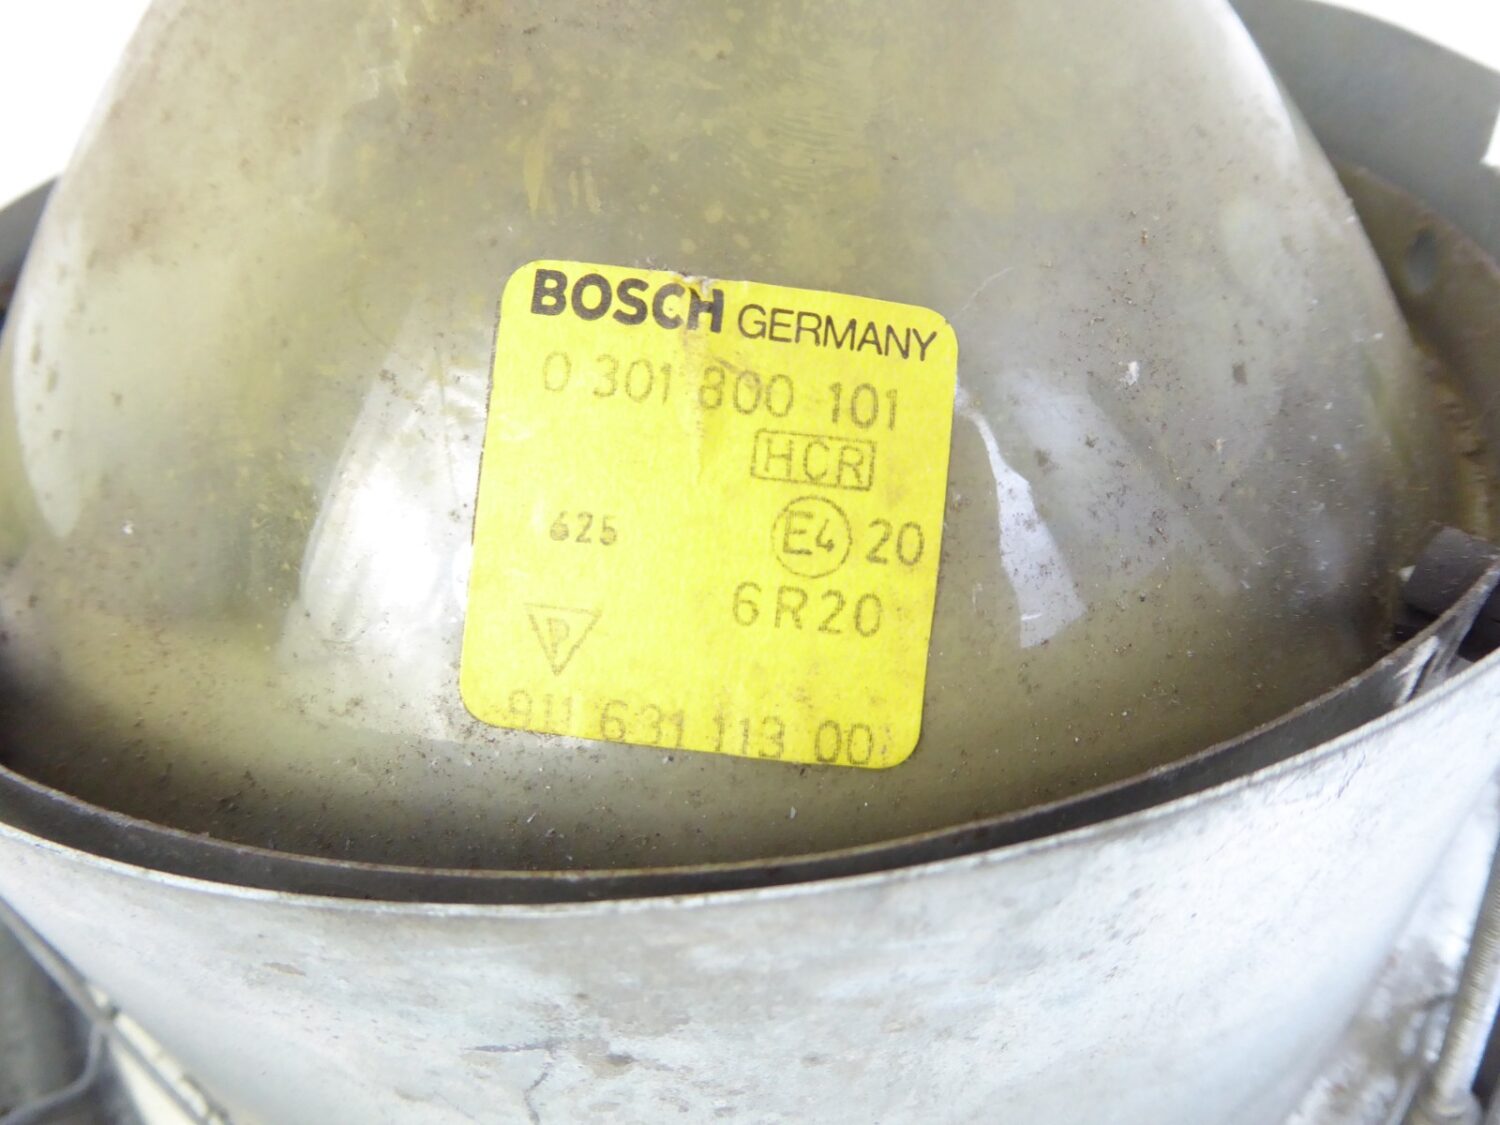 BOSCH GERMANY
0 301 800 101
HCR
625 E4 20
6R20
P
911 631 113 00